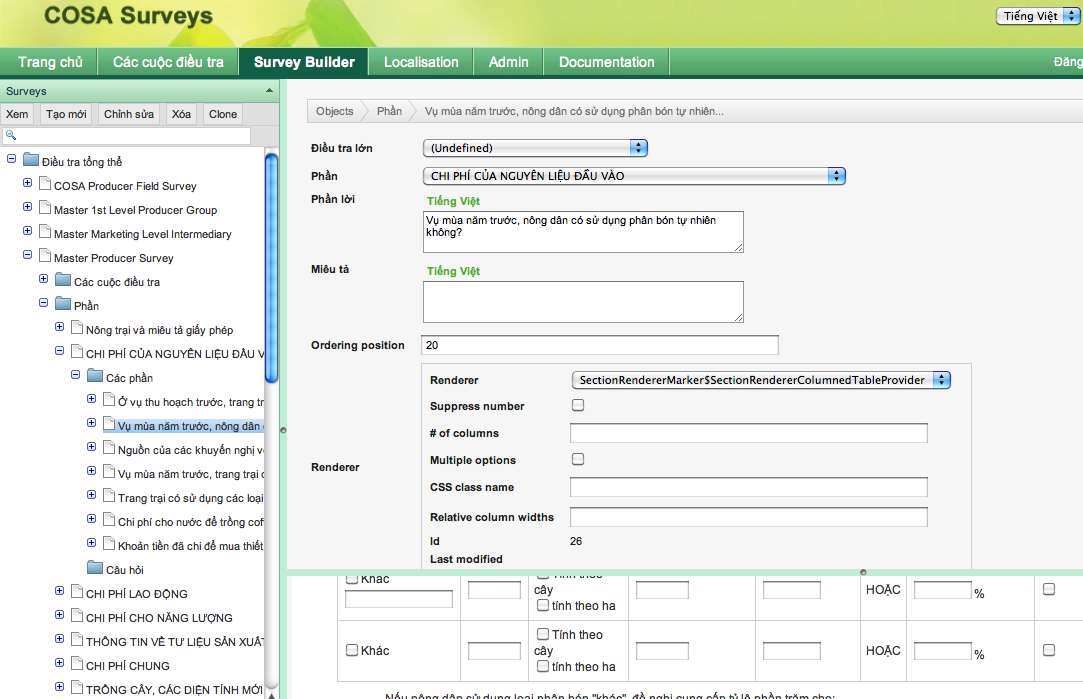 COSA Surveys
Tiếng Việt
Trang chủ
Các cuộc điều tra
Survey Builder
Localisation
Admin
Documentation
Đăng
Surveys
Xem
Tạo mới
Chỉnh sửa
Xóa
Clone
Điều tra tổng thể
COSA Producer Field Survey
Master 1st Level Producer Group
Master Marketing Level Intermediary
Master Producer Survey
Các cuộc điều tra
Phần
Nông trại và miêu tả giấy phép
CHI PHÍ CỦA NGUYÊN LIỆU ĐẦU V
Các phần
Ở vụ thu hoạch trước, trang tr
Vụ mùa năm trước, nông dân
Nguồn của các khuyến nghị v
Vụ mùa năm trước, trang trại
Trang trại có sử dụng các loại
Chi phí cho nước để trồng cof
Khoản tiền đã chi để mua thiết
Câu hỏi
CHI PHÍ LAO ĐỘNG
CHI PHÍ CHO NĂNG LƯỢNG
THÔNG TIN VỀ TƯ LIỆU SẢN XUẤT
CHI PHÍ CHUNG
TRỒNG CÂY, CÁC DIỆN TÍNH MỚI
Objects
Phần
Vụ mùa năm trước, nông dân có sử dụng phân bón tự nhiên...
Điều tra lớn
(Undefined)
Phần
CHI PHÍ CỦA NGUYÊN LIỆU ĐẦU VÀO
Phần lời
Tiếng Việt
Vụ mùa năm trước, nông dân có sử dụng phân bón tự nhiên
không?
Miêu tả
Tiếng Việt
Ordering position
20
Renderer
Renderer
SectionRendererMarker$SectionRendererColumnedTableProvider
Suppress number
# of columns
Multiple options
CSS class name
Relative column widths
Id
26
Last modified
Khác
Tính theo
cây
tính theo ha
HOẶC
%
Khác
Tính theo
cây
tính theo ha
HOẶC
%
Nếu nông dân sử dụng loại phân bón "khác", đề nghị cung cấp tỷ lệ phần trăm cho: